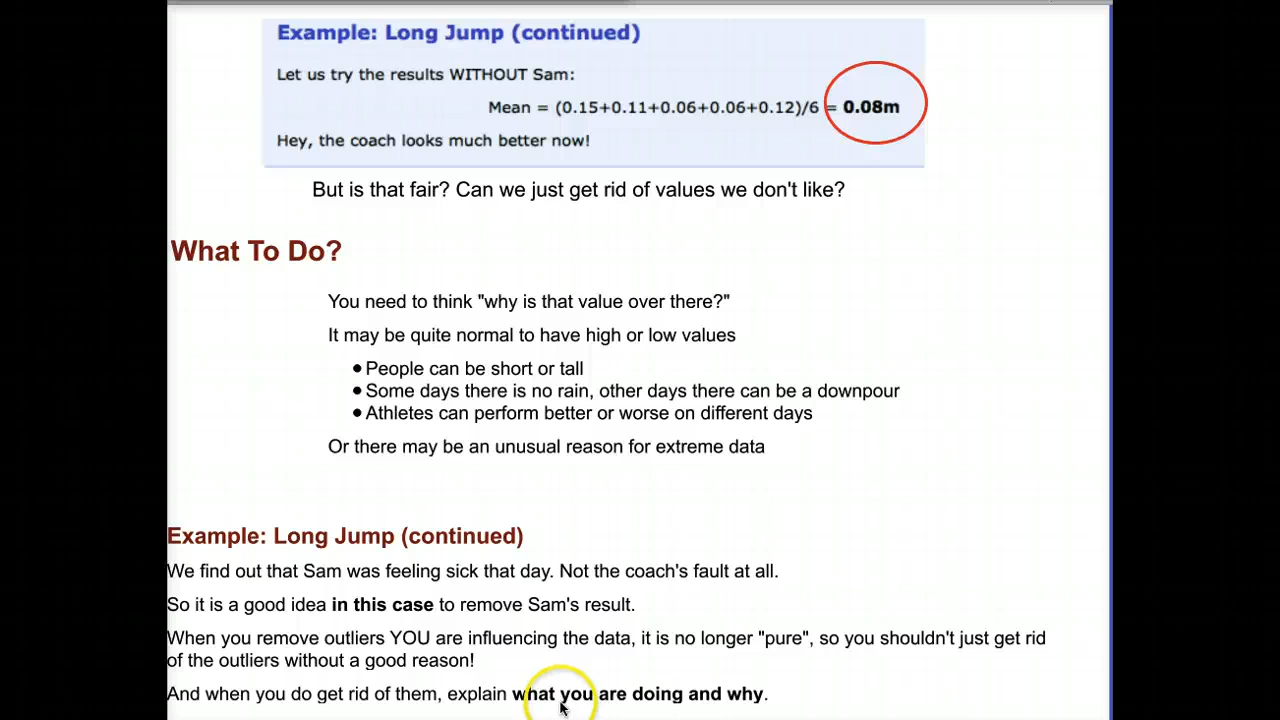 Example: Long Jump (continued)
Let us try the results WITHOUT Sam:
Mean = (0.15+0.11+0.06+0.06+0.12)/6 = 0.08m
Hey, the coach looks much better now!
But is that fair? Can we just get rid of values we don't like?
What To Do?
You need to think "why is that value over there?"
It may be quite normal to have high or low values
● People can be short or tall
● Some days there is no rain, other days there can be a downpour
● Athletes can perform better or worse on different days
Or there may be an unusual reason for extreme data
Example: Long Jump (continued)
We find out that Sam was feeling sick that day. Not the coach's fault at all.
So it is a good idea in this case to remove Sam's result.
When you remove outliers YOU are influencing the data, it is no longer "pure", so you shouldn't just get rid
of the outliers without a good reason!
And when you do get rid of them, explain what you are doing and why.